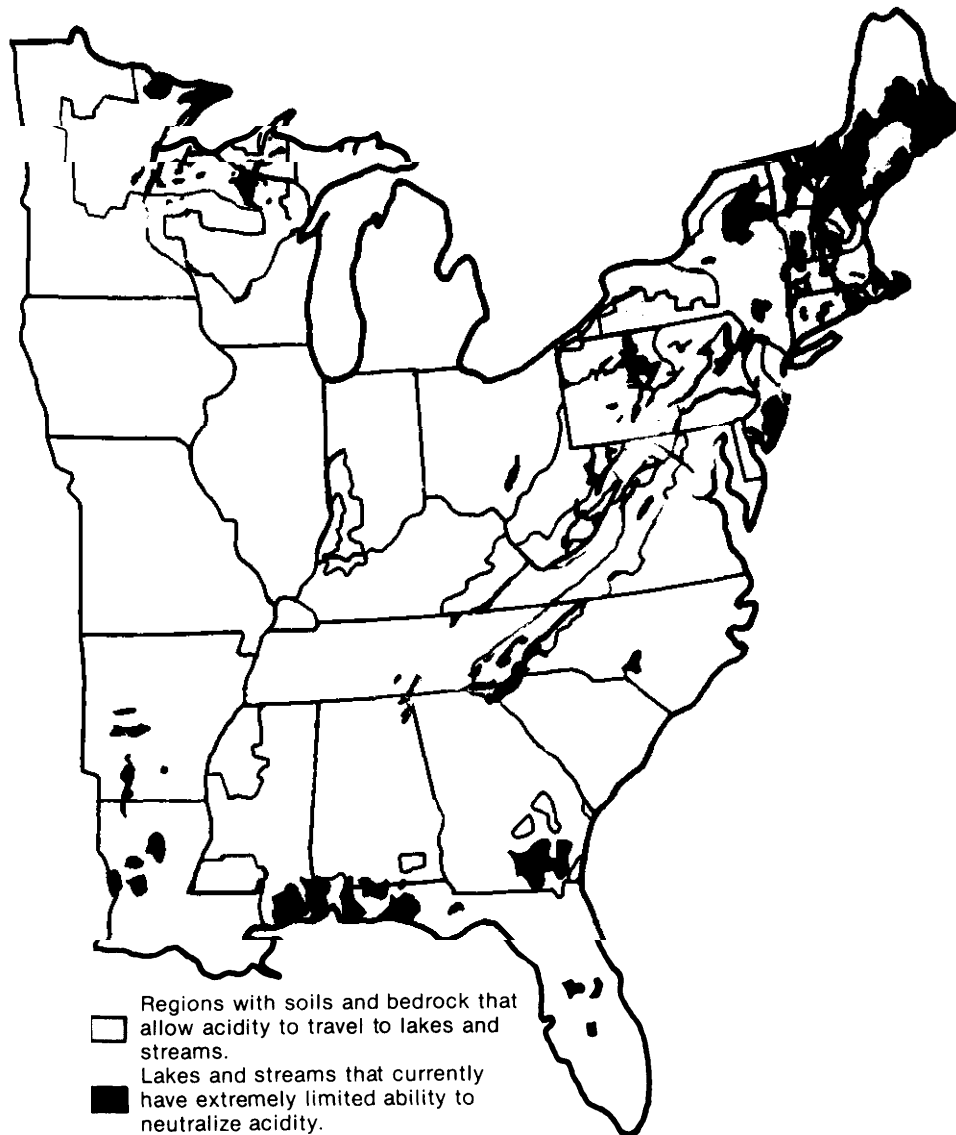 Regions with soils and bedrock that
allow acidity to travel to lakes and
streams.
Lakes and streams that currently
have extremely limited ability to
neutralize acidity.